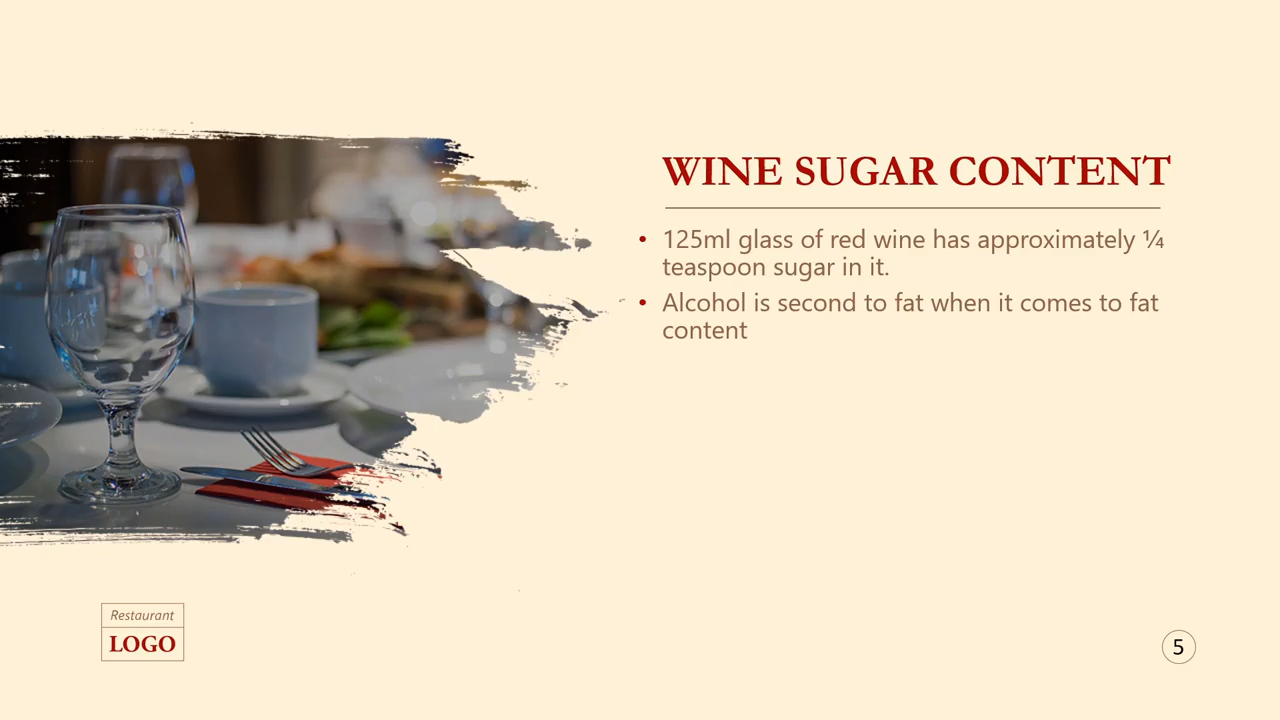 WINE SUGAR CONTENT
• 125ml glass of red wine has approximately ¼
teaspoon sugar in it.
• Alcohol is second to fat when it comes to fat
content
Restaurant
LOGO
5